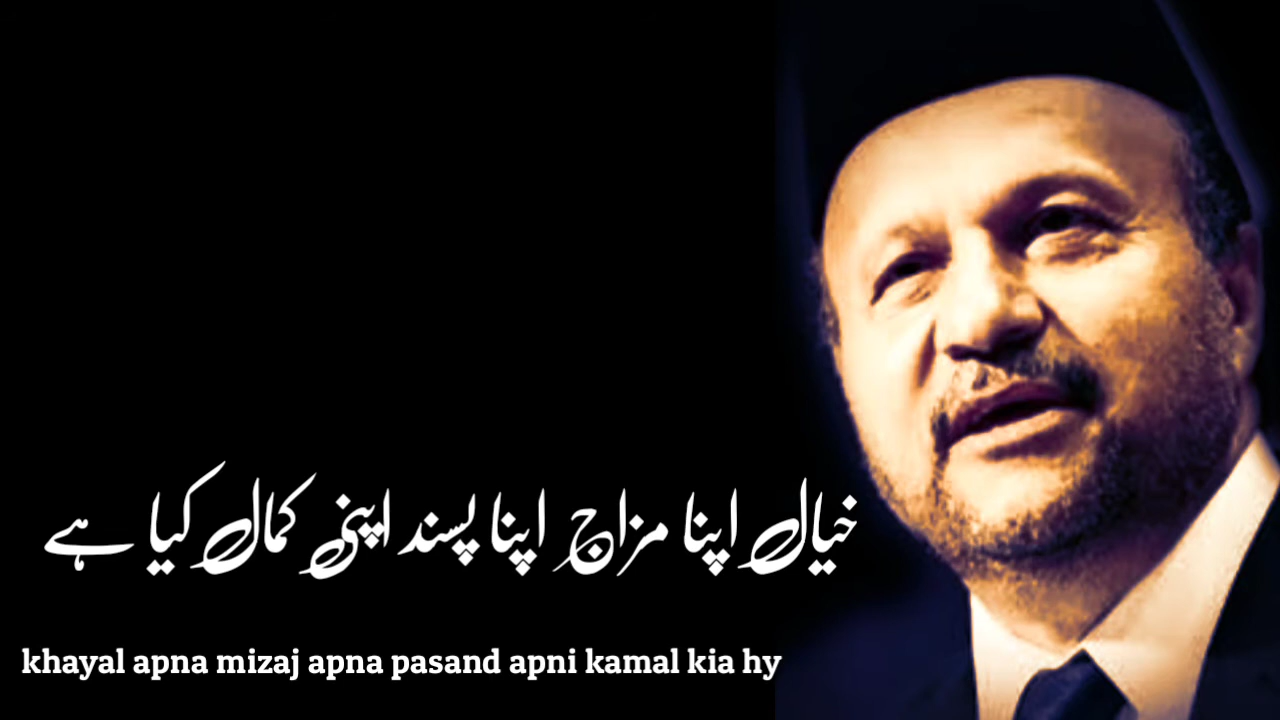 خیال اپنا مزاج اپنا پسند اپنی کمال کیا ہے
khayal apna mizaj apna pasand apni kamal kia hy